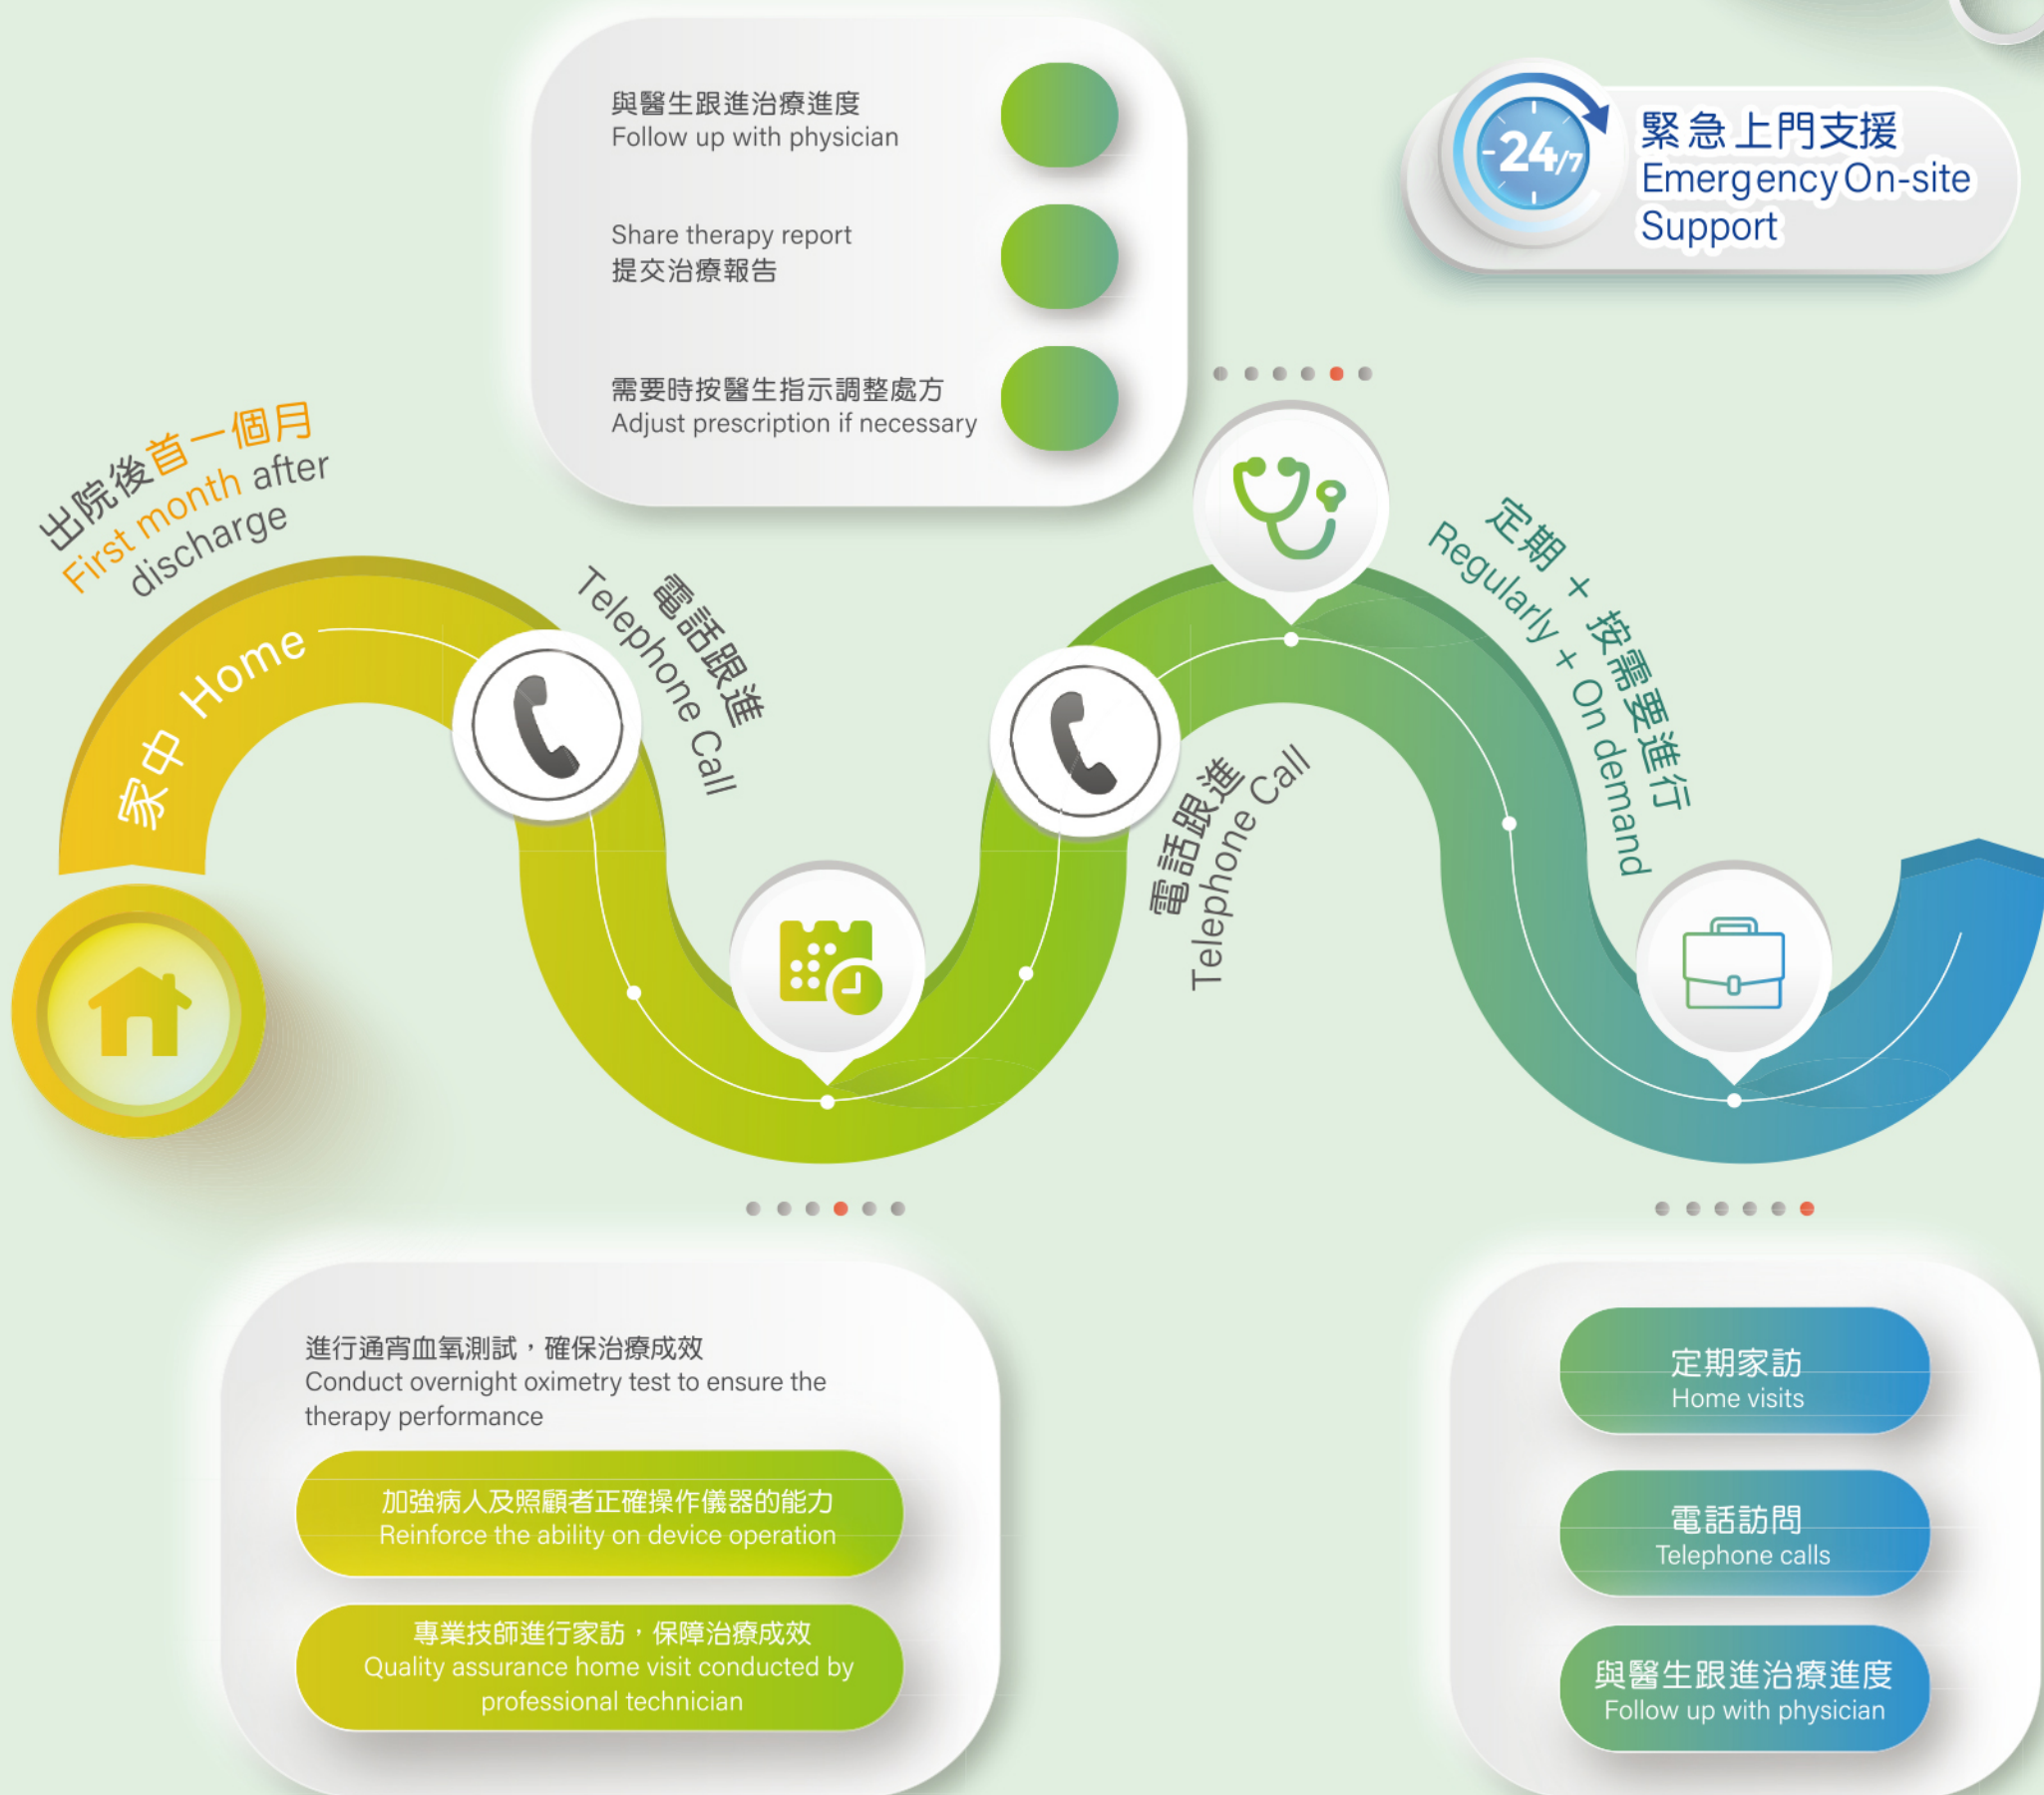 與醫生跟進治療進度
Follow up with physician
Share therapy report
提交治療報告
需要時按醫生指示調整處方
Adjust prescription if necessary
24/7
緊急上門支援
Emergency On-site
Support
出院後首一個月
First month after
discharge
家中 Home
電話跟進
Telephone Call
電話跟進
Telephone Call
定期 + 按需要進行
Regularly + On demand
進行通宵血氧測試，確保治療成效
Conduct overnight oximetry test to ensure the
therapy performance
加強病人及照顧者正確操作儀器的能力
Reinforce the ability on device operation
專業技師進行家訪，保障治療成效
Quality assurance home visit conducted by
professional technician
定期家訪
Home visits
電話訪問
Telephone calls
與醫生跟進治療進度
Follow up with physician